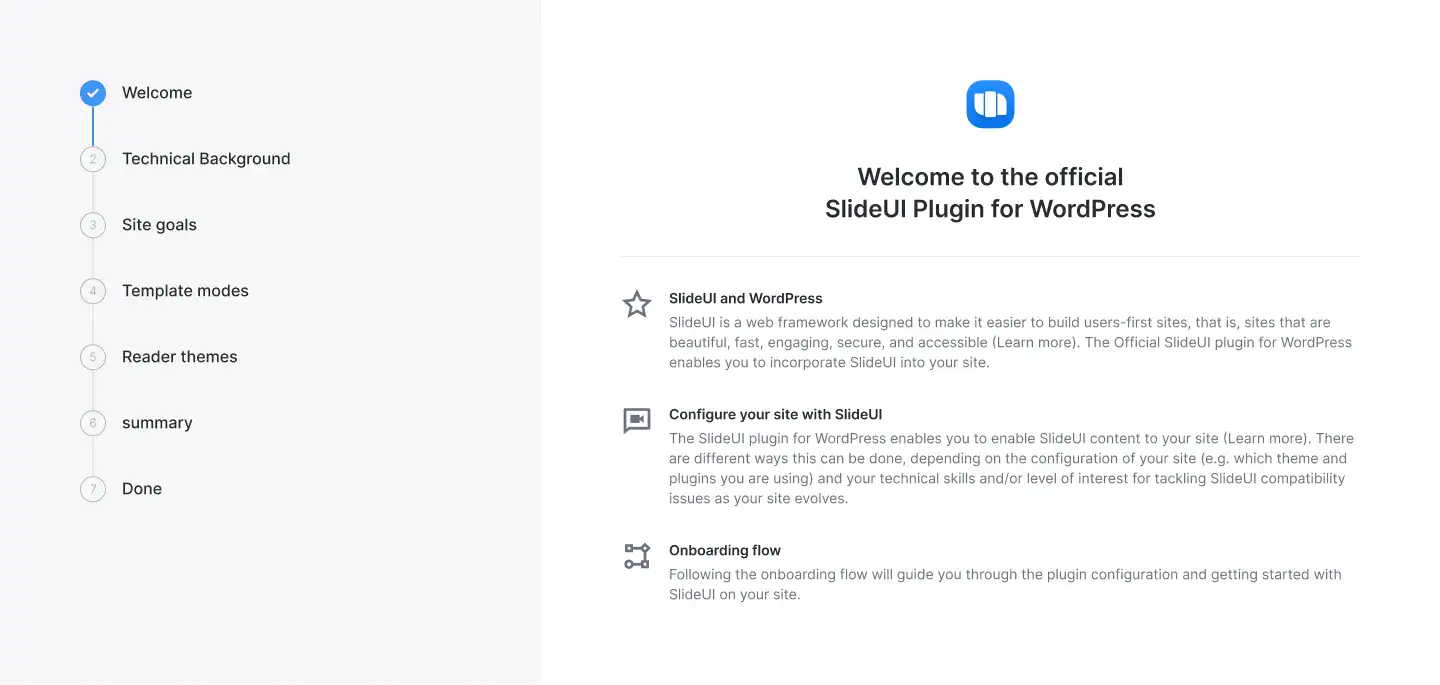 Welcome
2
Technical Background
3
Site goals
4
Template modes
5
Reader themes
6
summary
7
Done
Welcome to the official
SlideUI Plugin for WordPress
SlideUI and WordPress
SlideUI is a web framework designed to make it easier to build users-first sites, that is, sites that are
beautiful, fast, engaging, secure, and accessible (Learn more). The Official SlideUI plugin for WordPress
enables you to incorporate SlideUI into your site.
Configure your site with SlideUI
The SlideUI plugin for WordPress enables you to enable SlideUI content to your site (Learn more). There
are different ways this can be done, depending on the configuration of your site (e.g. which theme and
plugins you are using) and your technical skills and/or level of interest for tackling SlideUI compatibility
issues as your site evolves.
Onboarding flow
Following the onboarding flow will guide you through the plugin configuration and getting started with
SlideUI on your site.